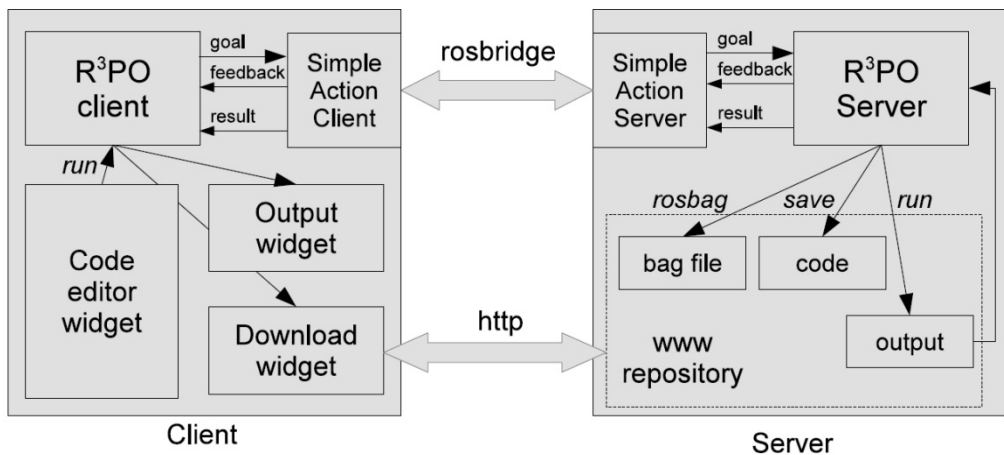 R³PO
client
goal
feedback
result
Simple
Action
Client
rosbridge
Simple
Action
Server
goal
feedback
result
R³PO
Server
run
Code
editor
widget
Output
widget
Download
widget
http
rosbag
save
run
bag file
code
output
www
repository
Client
Server